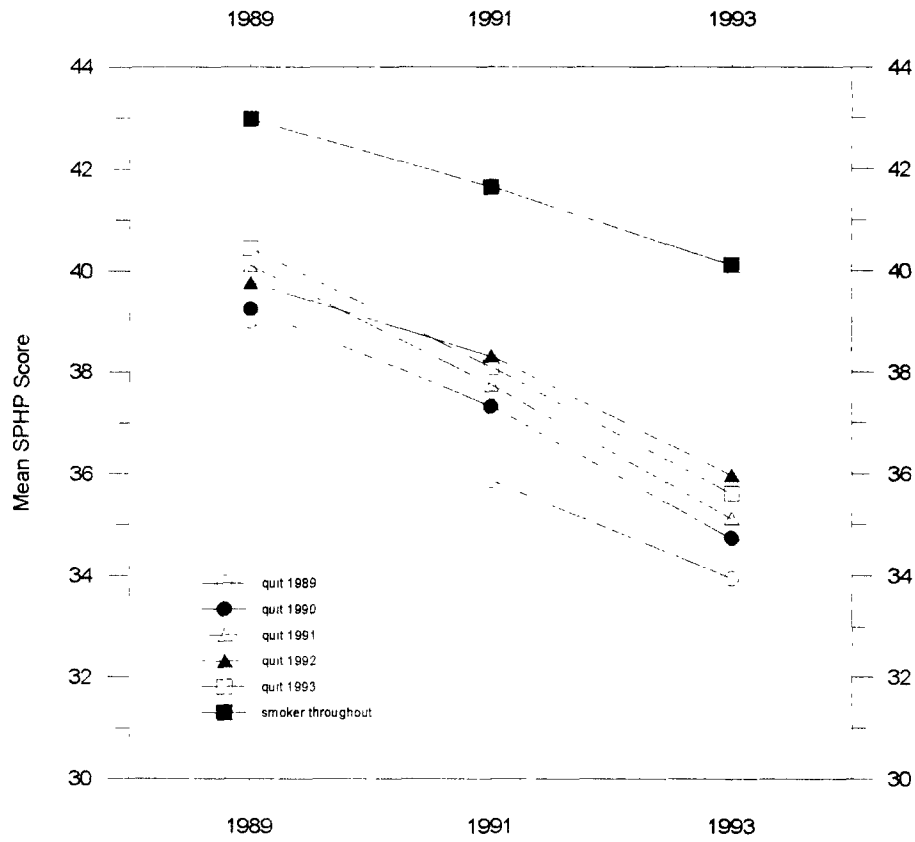 1989 1991 1993
44 44
42 42
40 40
38 38
36 36
34 34
32 32
30 30
Mean SPHP Score
quit 1989
quit 1990
quit 1991
quit 1992
quit 1993
smoker throughout
1989 1991 1993